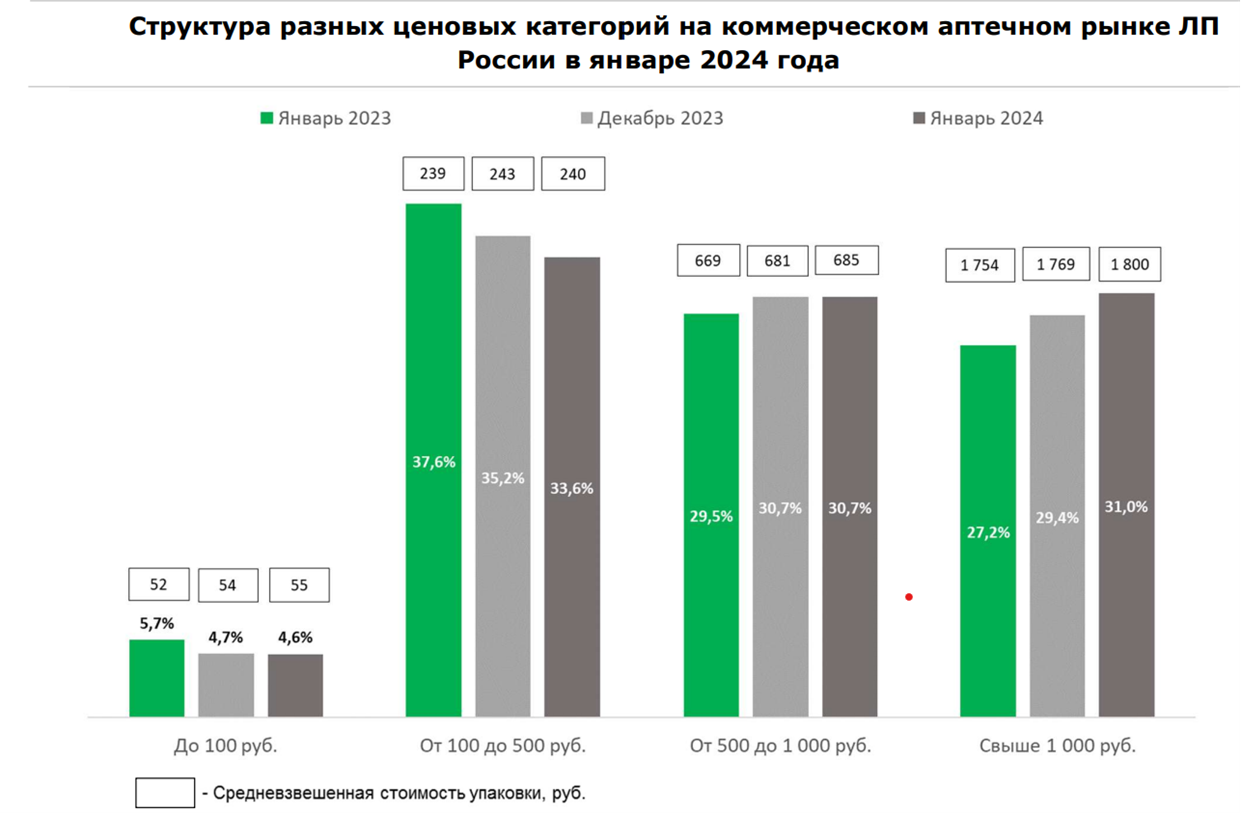 Структура разных ценовых категорий на коммерческом аптечном рынке ЛП
России в январе 2024 года
Январь 2023 Декабрь 2023 Январь 2024
239 243 240
669 681 685
1 754 1 769 1 800
37,6%
35,2%
33,6%
29,5% 30,7% 30,7%
27,2% 29,4% 31,0%
52 54 55
5,7% 4,7% 4,6%
До 100 руб. От 100 до 500 руб. От 500 до 1 000 руб. Свыше 1 000 руб.
- Средневзвешенная стоимость упаковки, руб.